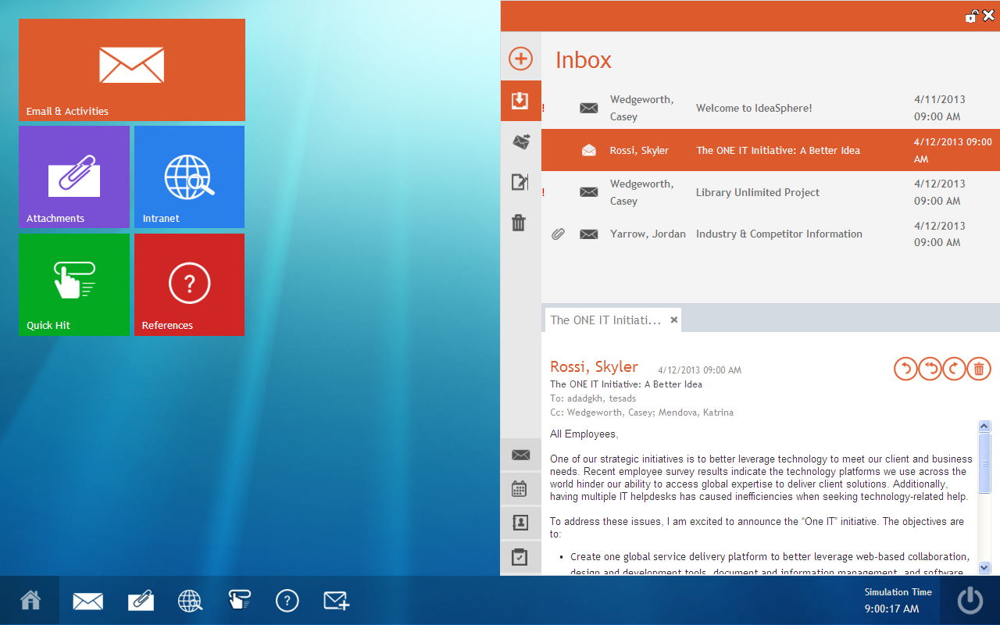 Email & Activities
Attachments
Intranet
Quick Hit
? 
References
Inbox
! Wedgeworth, Casey Welcome to IdeaSphere! 4/11/2013 09:00 AM
Rossi, Skyler The ONE IT Initiative: A Better Idea 4/12/2013 09:00 AM
! Wedgeworth, Casey Library Unlimited Project 4/12/2013 09:00 AM
Yarrow, Jordan Industry & Competitor Information 4/12/2013 09:00 AM
The ONE IT Initiati...
Rossi, Skyler 4/12/2013 09:00 AM
The ONE IT Initiative: A Better Idea
To: adadgkh, tesads
Cc: Wedgeworth, Casey; Mendova, Katrina
All Employees,
One of our strategic initiatives is to better leverage technology to meet our client and business
needs. Recent employee survey results indicate the technology platforms we use across the
world hinder our ability to access global expertise to deliver client solutions. Additionally,
having multiple IT helpdesks has caused inefficiencies when seeking technology-related help.
To address these issues, I am excited to announce the “One IT” initiative. The objectives are
to:
• Create one global service delivery platform to better leverage web-based collaboration,
design and development tools, document and information management, and software
?
Simulation Time
9:00:17 AM